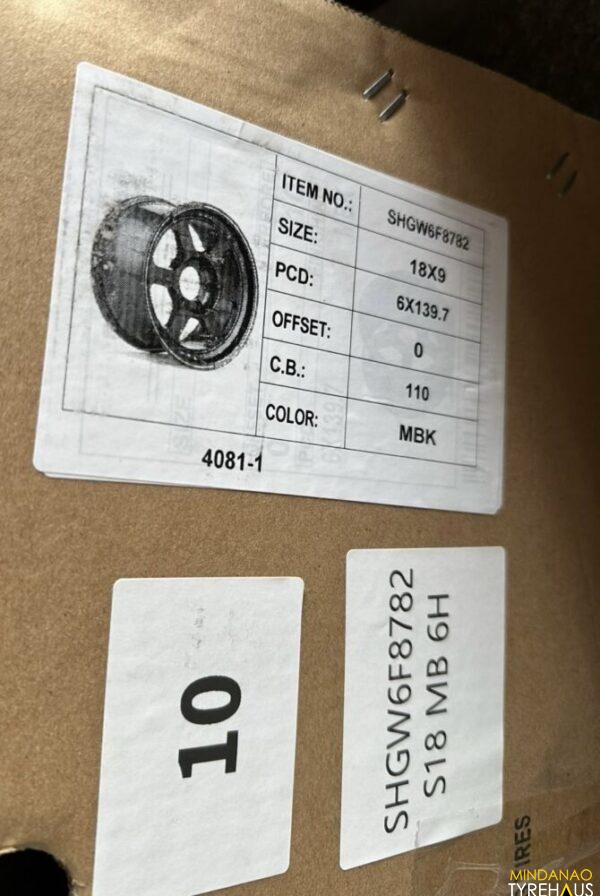 ITEM NO.: SHGW6F8782
SIZE: 18X9
PCD: 6X139.7
OFFSET: 0
C.B.: 110
COLOR: MBK
4081-1
10
SHGW6F8782
S18 MB 6H
MINDANAO
TYREHAUS